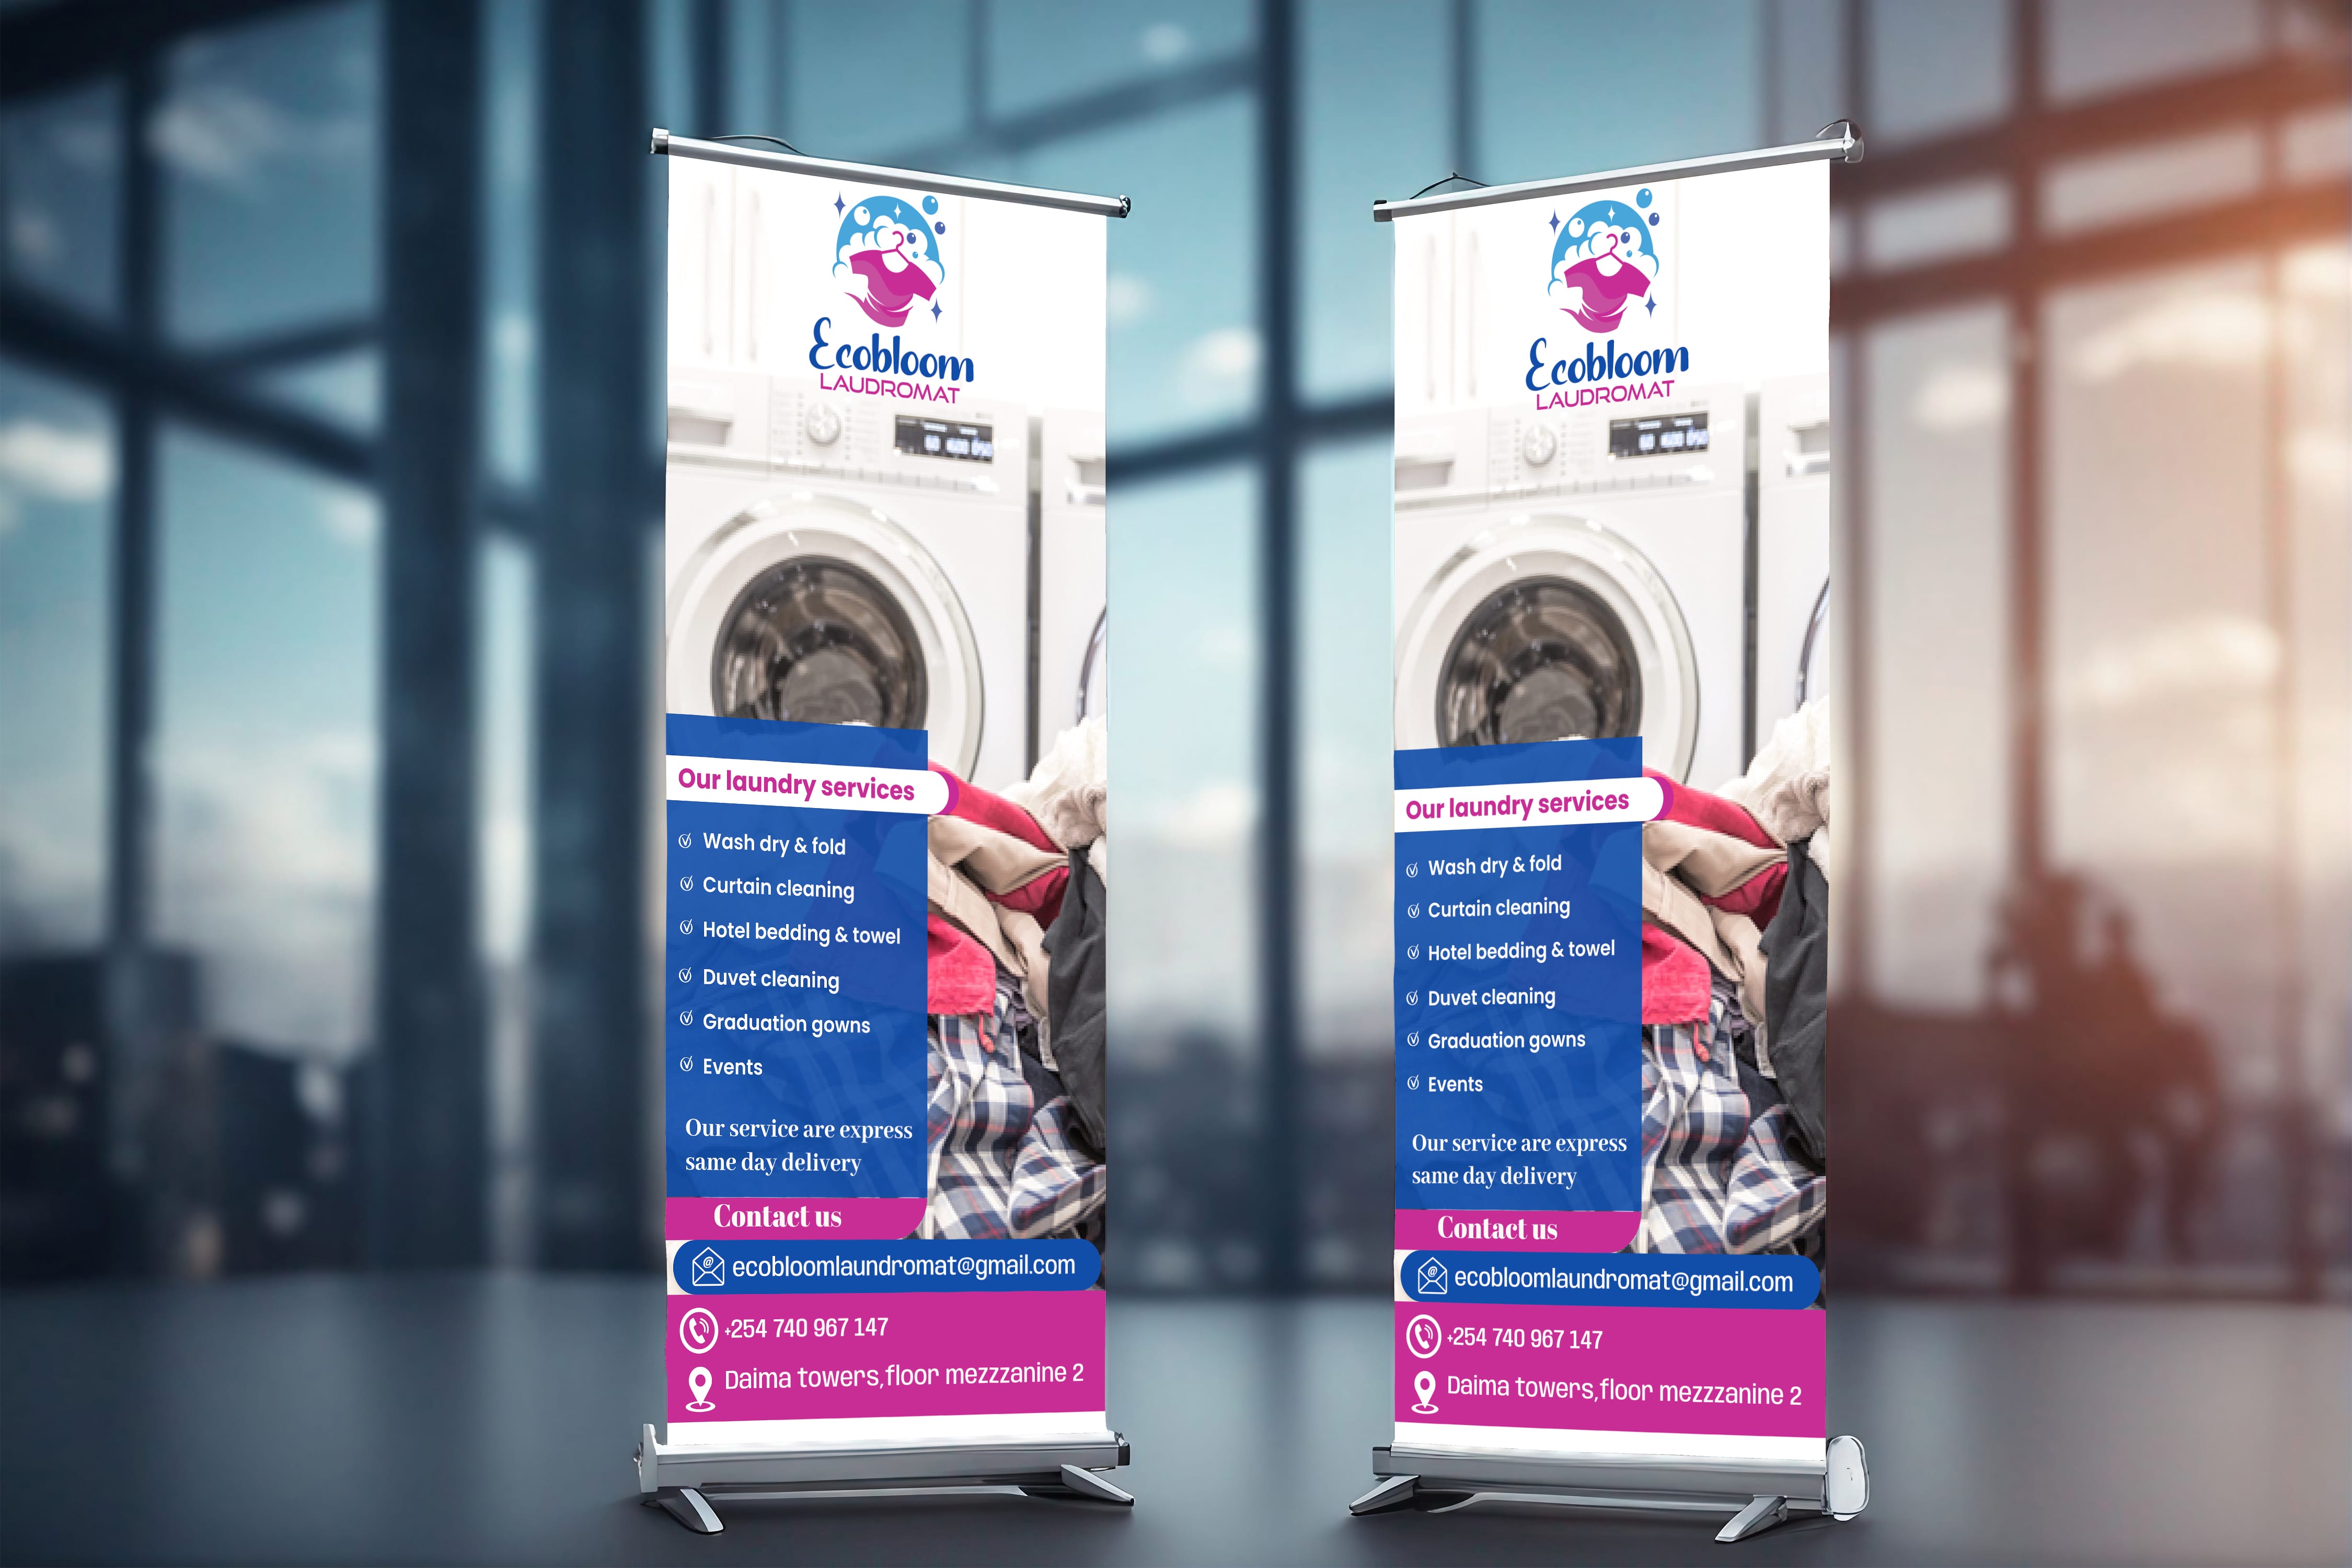 Ecobloom
LAUDROMAT
Our laundry services
Wash dry & fold
Curtain cleaning
Hotel bedding & towel
Duvet cleaning
Graduation gowns
Events
Our service are express
same day delivery
Contact us
@ ecobloomlaundromat@gmail.com
+254 740 967 147
Daima towers,floor mezzzanine 2
Ecobloom
LAUDROMAT
Our laundry services
Wash dry & fold
Curtain cleaning
Hotel bedding & towel
Duvet cleaning
Graduation gowns
Events
Our service are express
same day delivery
Contact us
@ ecobloomlaundromat@gmail.com
+254 740 967 147
Daima towers,floor mezzzanine 2